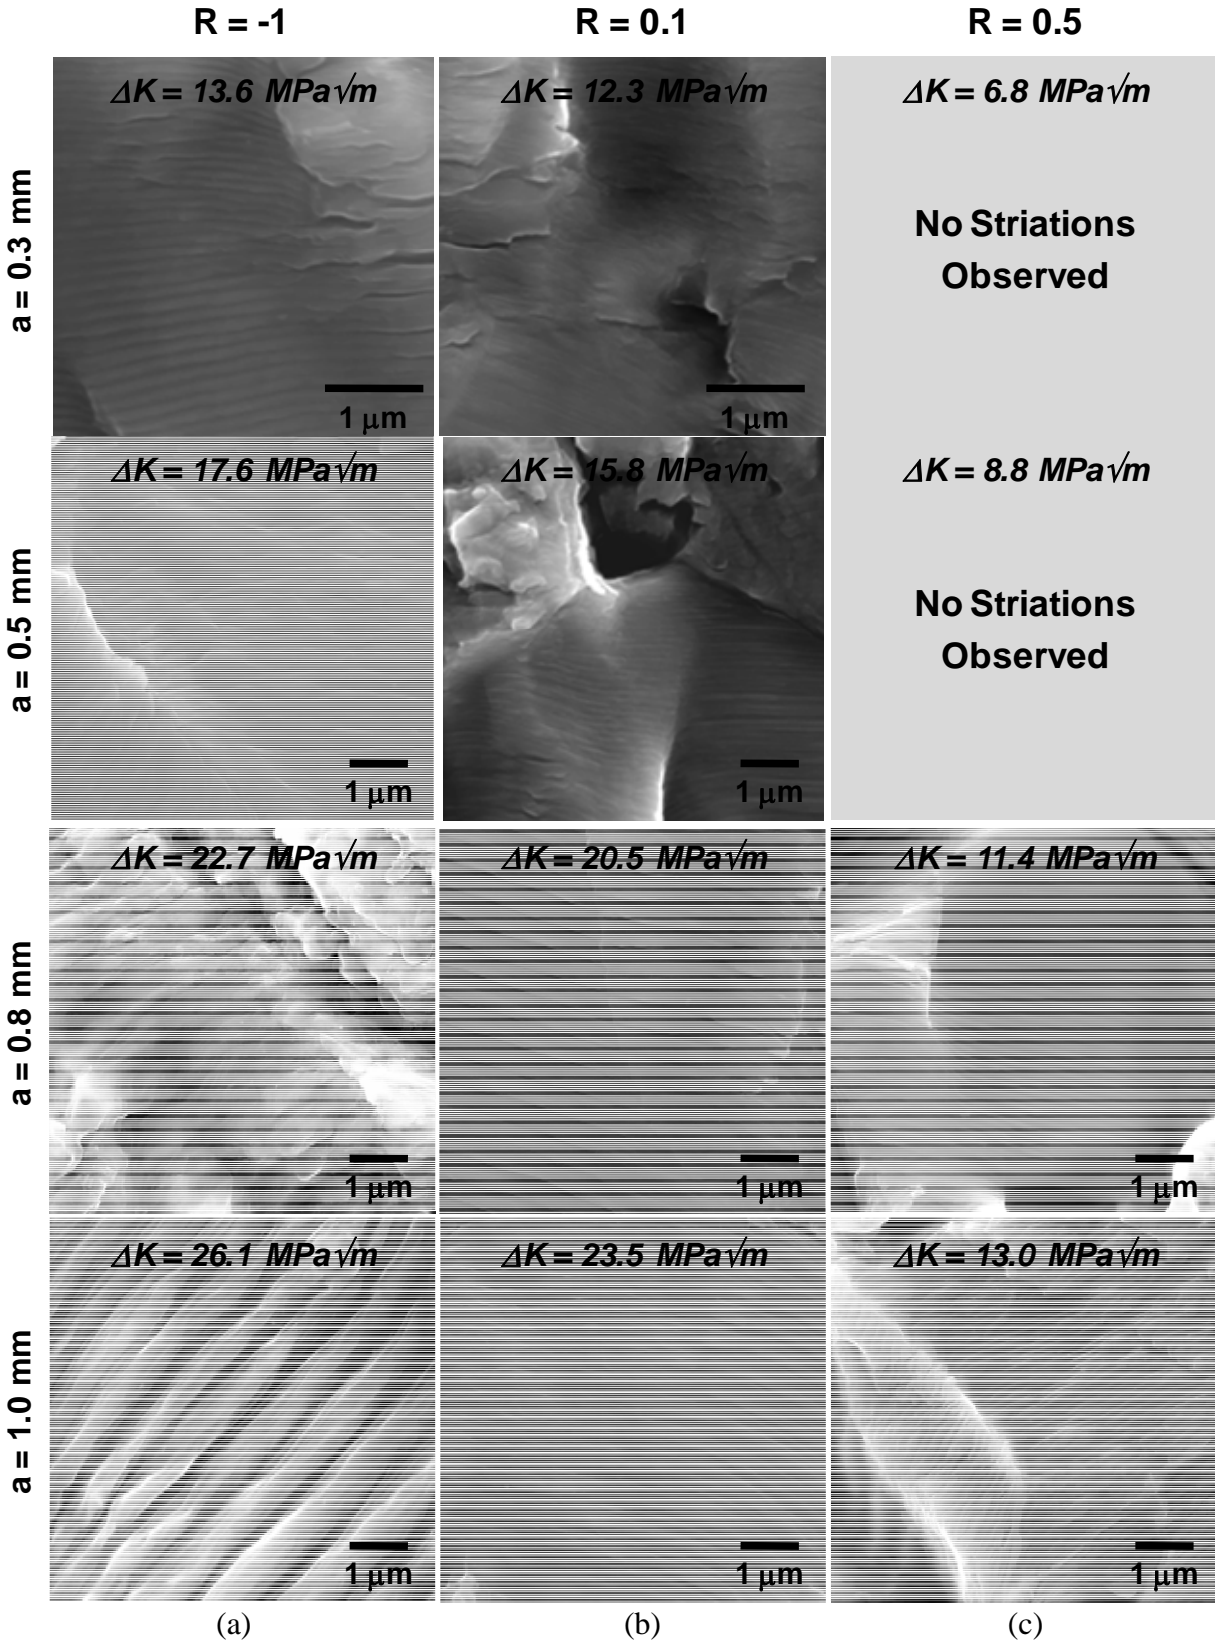 R = -1 R = 0.1 R = 0.5
a = 0.3 mm
ΔK = 13.6 MPa√m
1 μm
ΔK = 12.3 MPa√m
1 μm
ΔK = 6.8 MPa√m
No Striations
Observed
a = 0.5 mm
ΔK = 17.6 MPa√m
1 μm
ΔK = 15.8 MPa√m
1 μm
ΔK = 8.8 MPa√m
No Striations
Observed
a = 0.8 mm
ΔK = 22.7 MPa√m
1 μm
ΔK = 20.5 MPa√m
1 μm
ΔK = 11.4 MPa√m
1 μm
a = 1.0 mm
ΔK = 26.1 MPa√m
1 μm
ΔK = 23.5 MPa√m
1 μm
ΔK = 13.0 MPa√m
1 μm
(a) (b) (c)